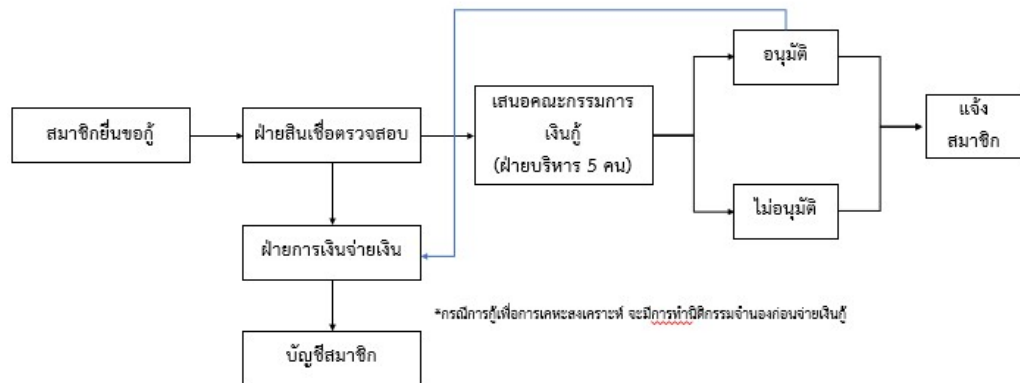 อนุมัติ
เสนอคณะกรรมการ
เงินกู้
(ฝ่ายบริหาร 5 คน)
สมาชิกยื่นขอกู้
ฝ่ายสินเชื่อตรวจสอบ
แจ้ง
สมาชิก
ไม่อนุมัติ
ฝ่ายการเงินจ่ายเงิน
*กรณีการกู้เพื่อการเคหะสงเคราะห์ จะมีการทำนิติกรรมจำนองก่อนจ่ายเงินกู้
บัญชีสมาชิก